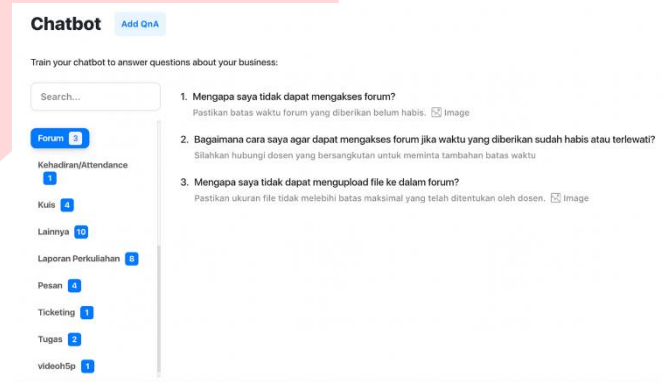 Chatbot Add QnA
Train your chatbot to answer questions about your business:
Search...
Forum 3
Kehadiran/Attendance
1
Kuis 4
Lainnya 10
Laporan Perkuliahan 8
Pesan 4
Ticketing 1
Tugas 2
videoh5p 1
1. Mengapa saya tidak dapat mengakses forum?
Pastikan batas waktu forum yang diberikan belum habis. Image
2. Bagaimana cara saya agar dapat mengakses forum jika waktu yang diberikan sudah habis atau terlewati?
Silahkan hubungi dosen yang bersangkutan untuk meminta tambahan batas waktu
3. Mengapa saya tidak dapat mengupload file ke dalam forum?
Pastikan ukuran file tidak melebihi batas maksimal yang telah ditentukan oleh dosen. Image